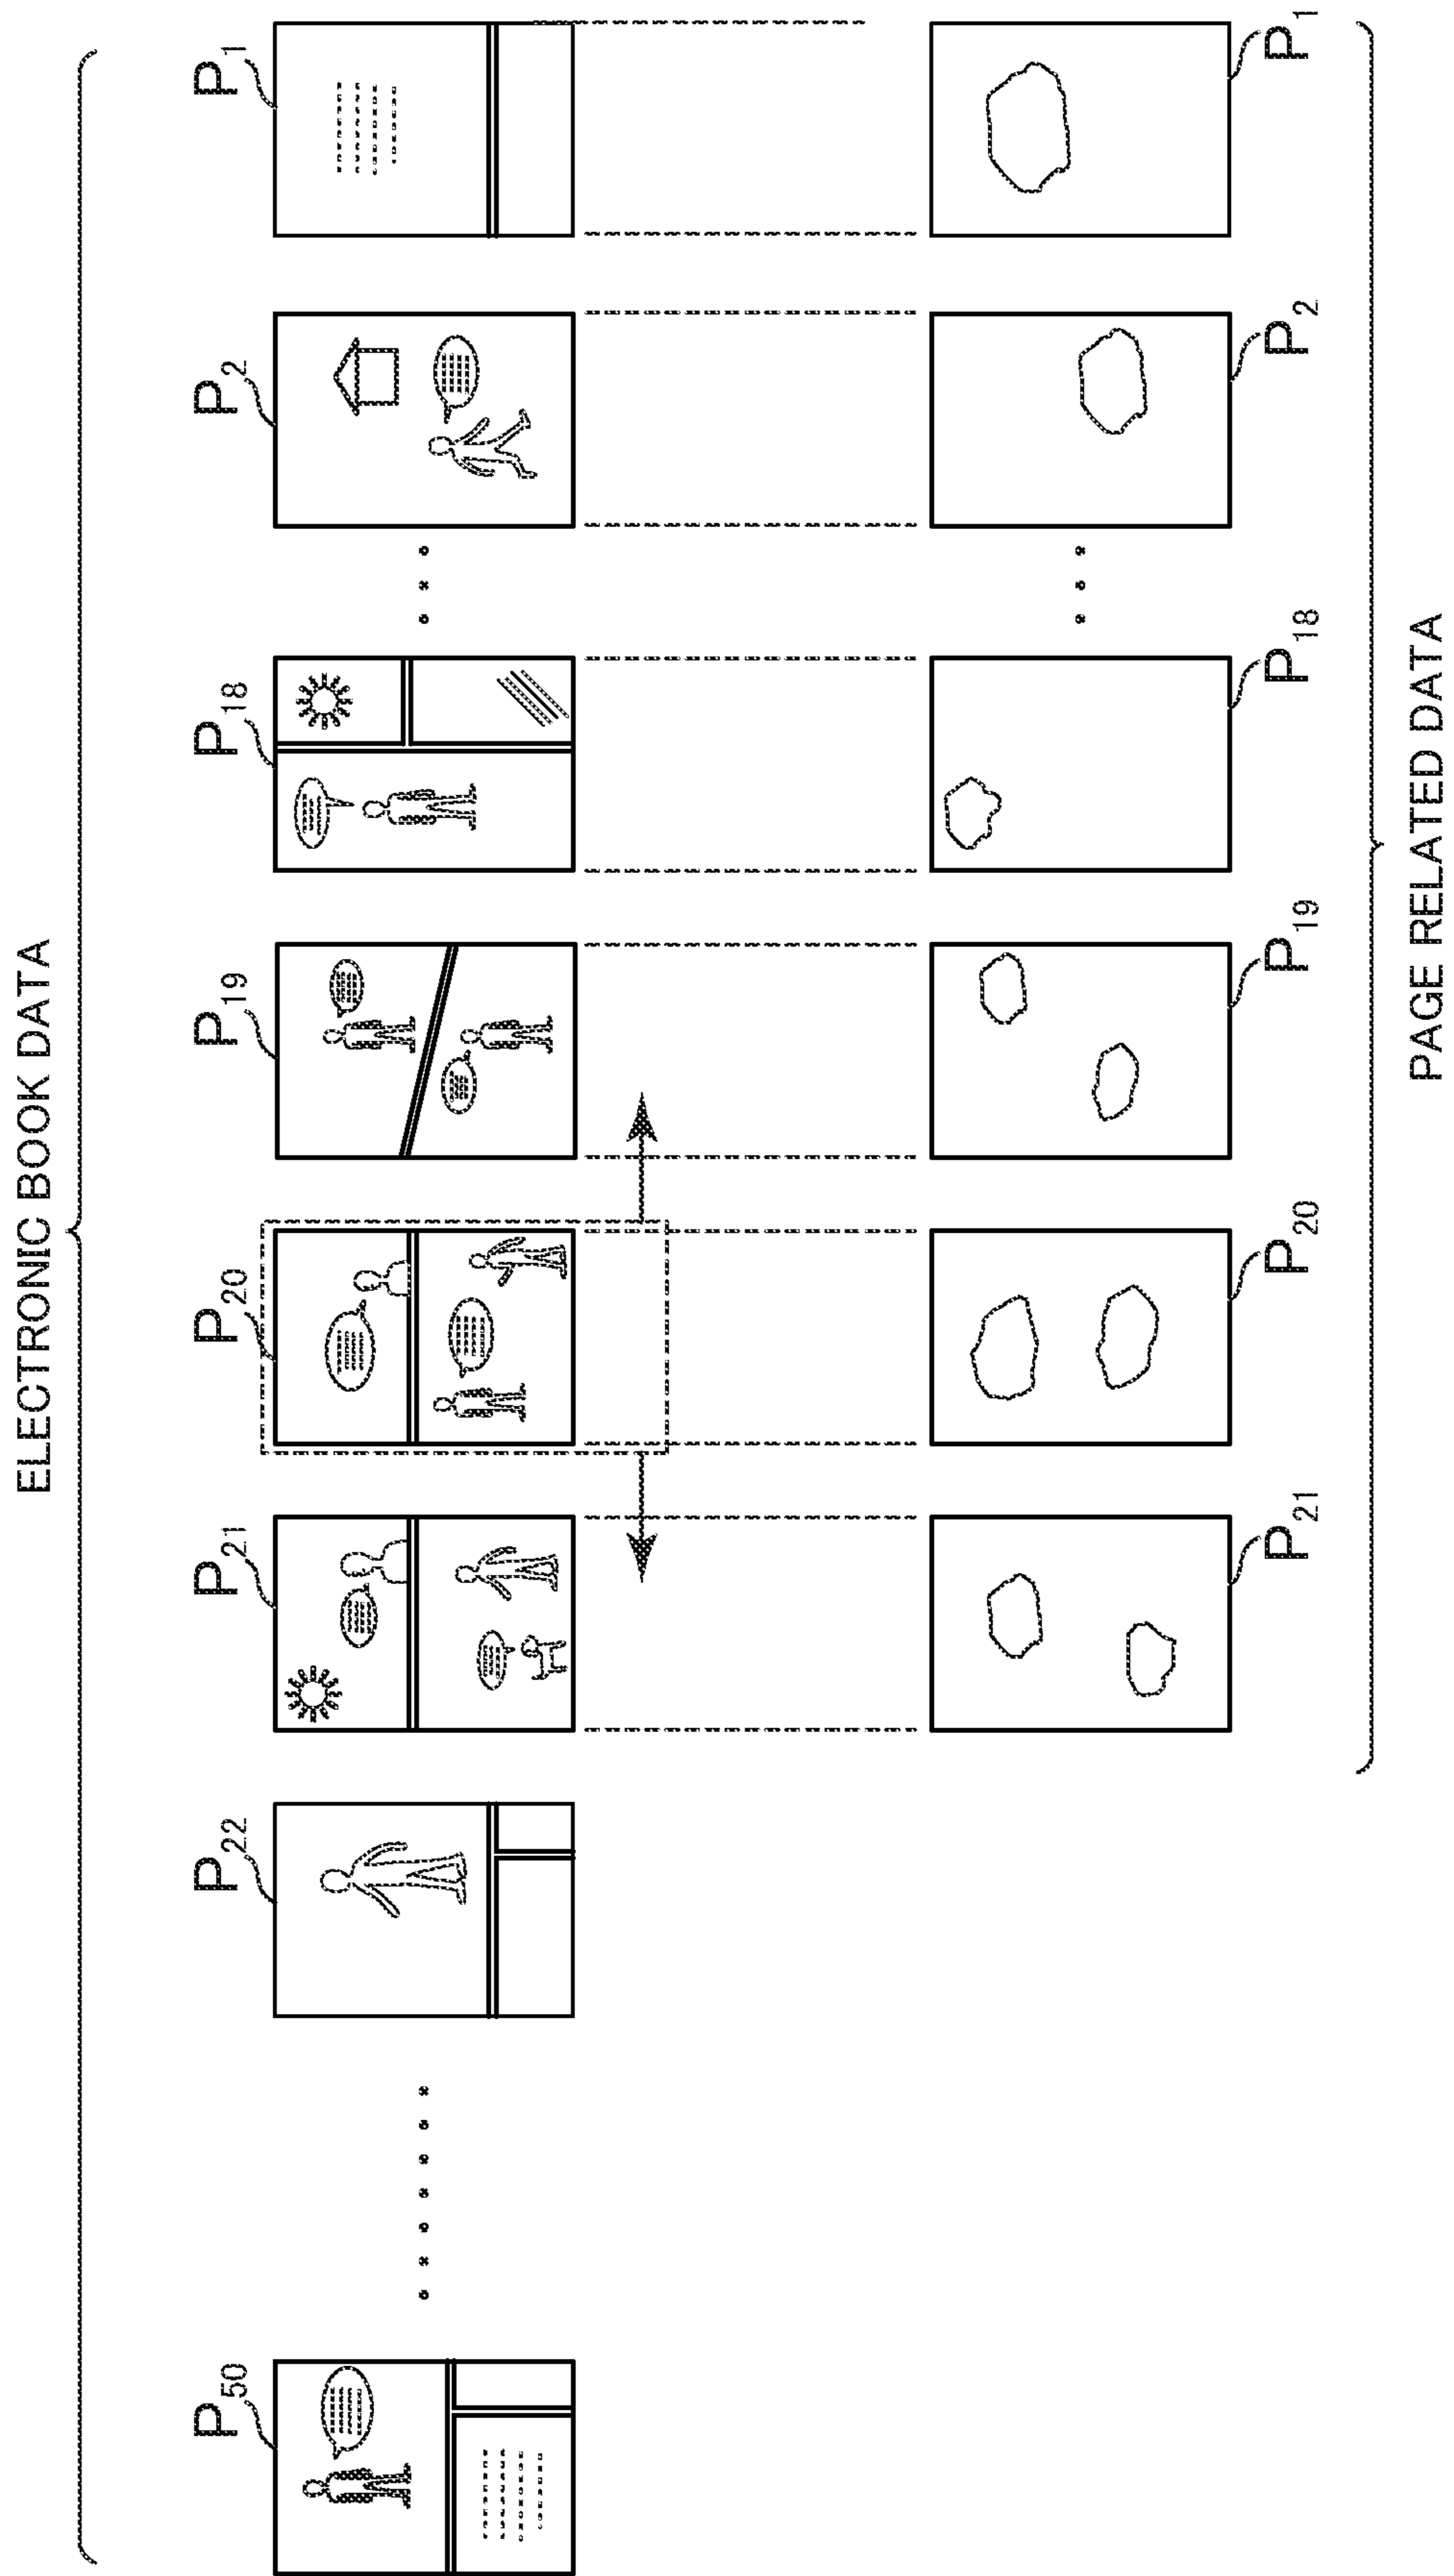 ELECTRONIC BOOK DATA
P50 P22 P21 P20 P19 P18 P2 P1
P21 P20 P19 P18 P2 P1
PAGE RELATED DATA